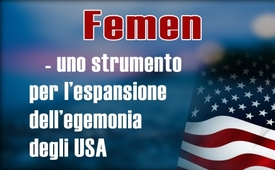 Femen
- uno strumento
per l'espansione
dell'egemonia
degli USA